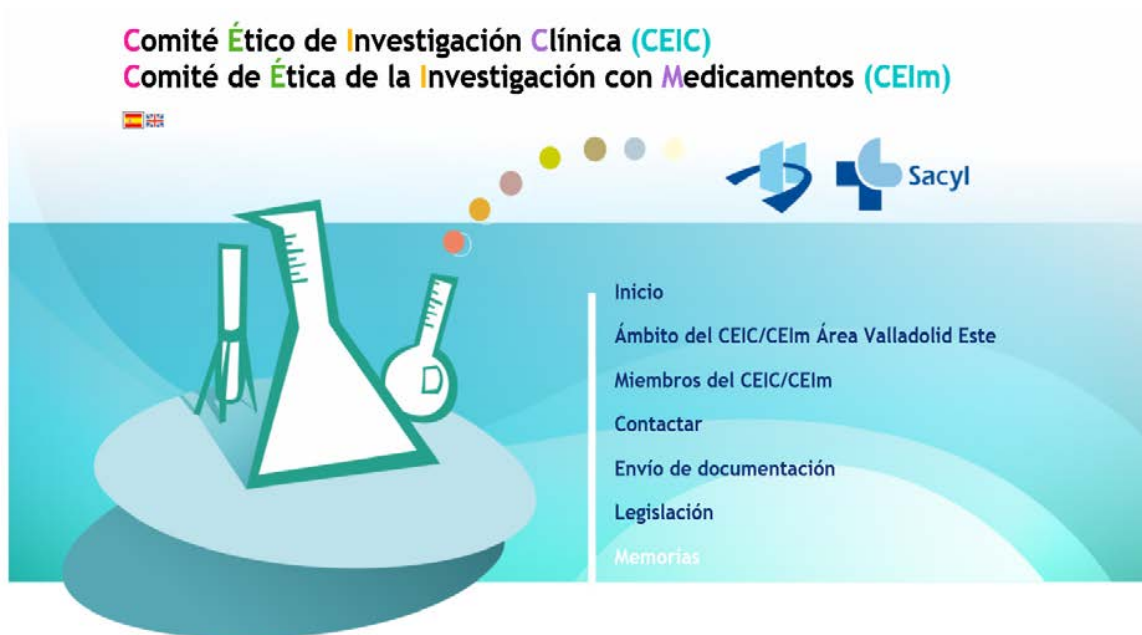 Comité Ético de Investigación Clínica (CEIC)
Comité de Ética de la Investigación con Medicamentos (CEIm)
Sacyl
Inicio
Ámbito del CEIC/CEIm Área Valladolid Este
Miembros del CEIC/CEIm
Contactar
Envío de documentación
Legislación
Memorias